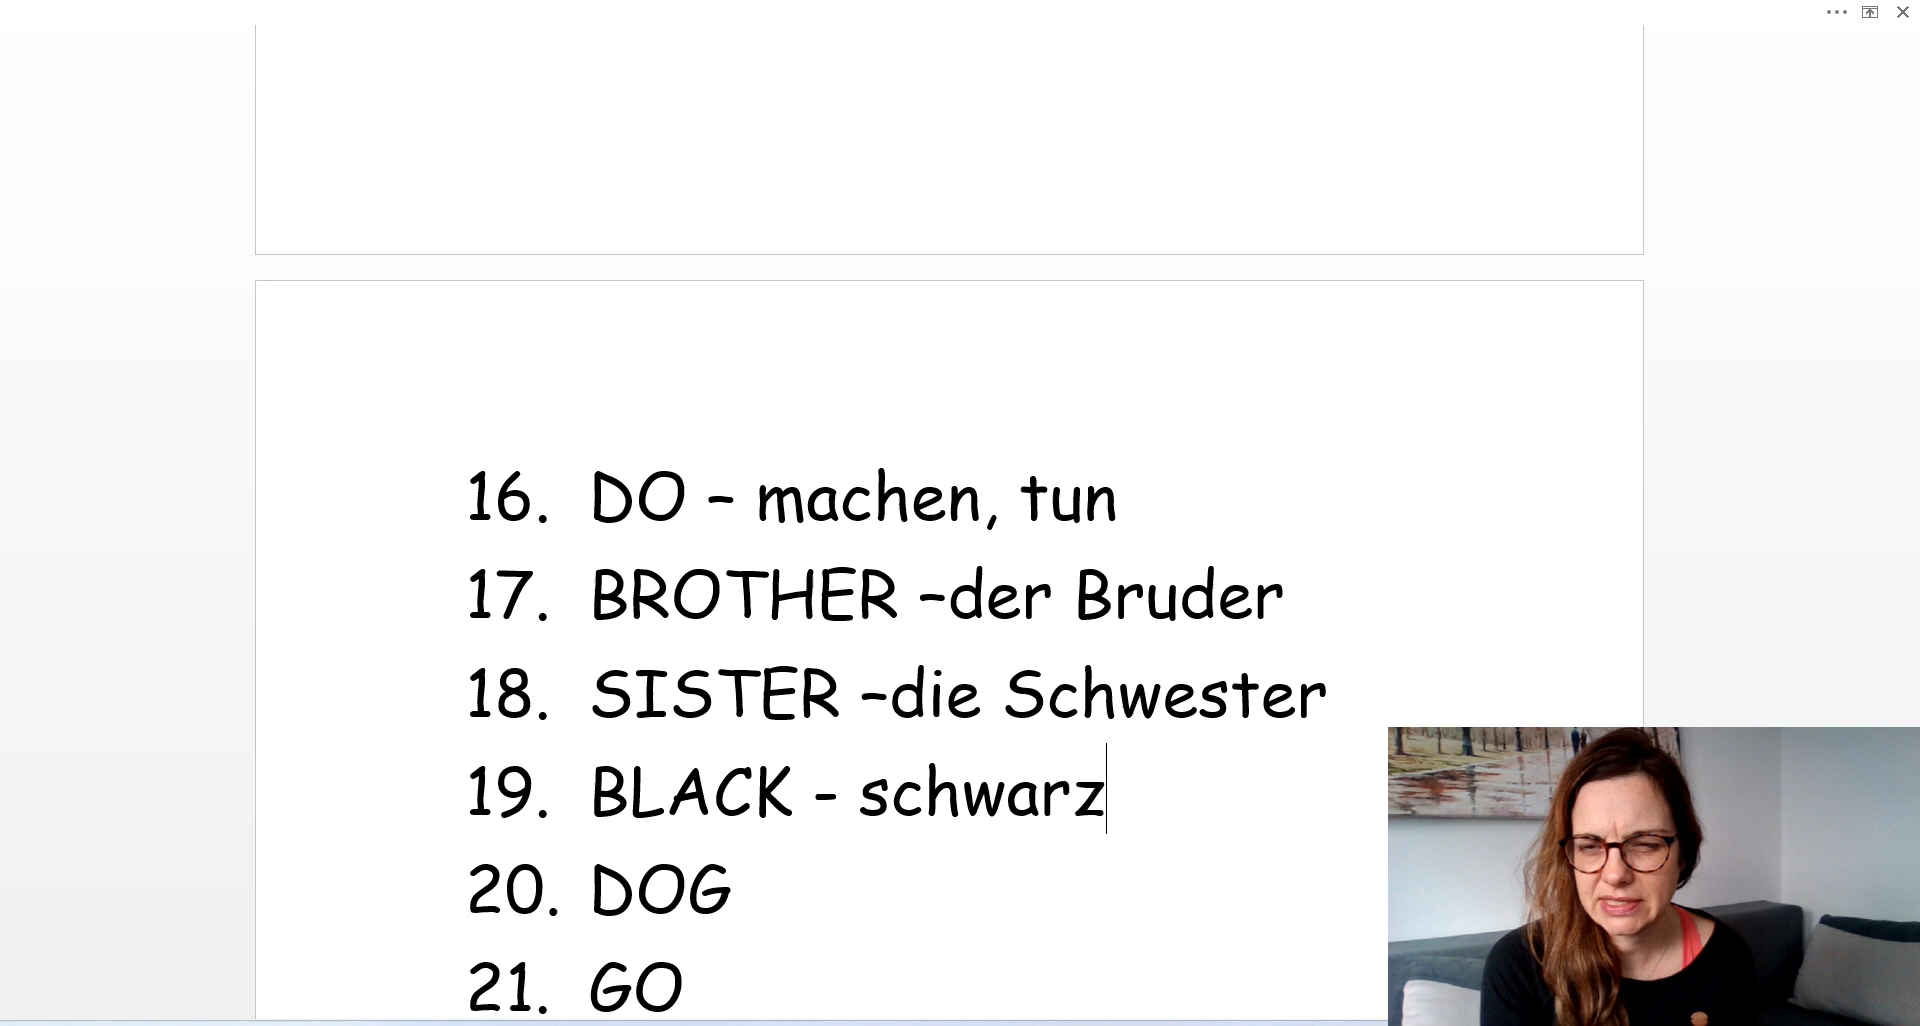 16. DO – machen, tun
17. BROTHER –der Bruder
18. SISTER –die Schwester
19. BLACK - schwarz
20. DOG
21. GO